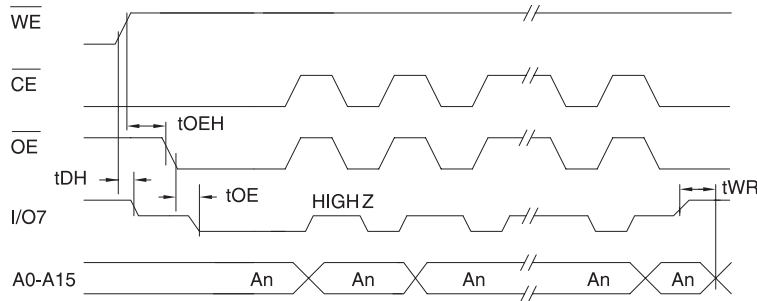 WE
CE
tOEH
OE
tDH
tOE
HIGH Z
tWR
I/O7
A0-A15
An
An
An
An
An